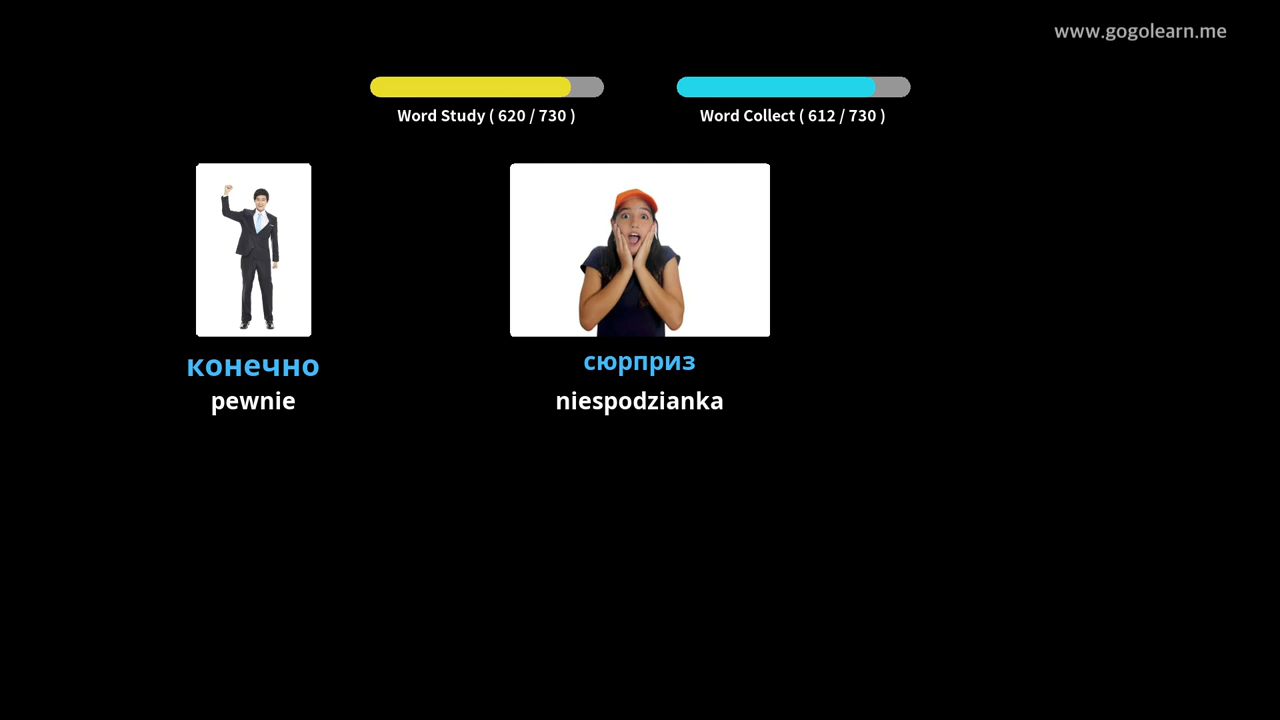 www.gogolearn.me
Word Study ( 620 / 730 )
Word Collect ( 612 / 730 )
конечно
pewnie
сюрприз
niespodzianka